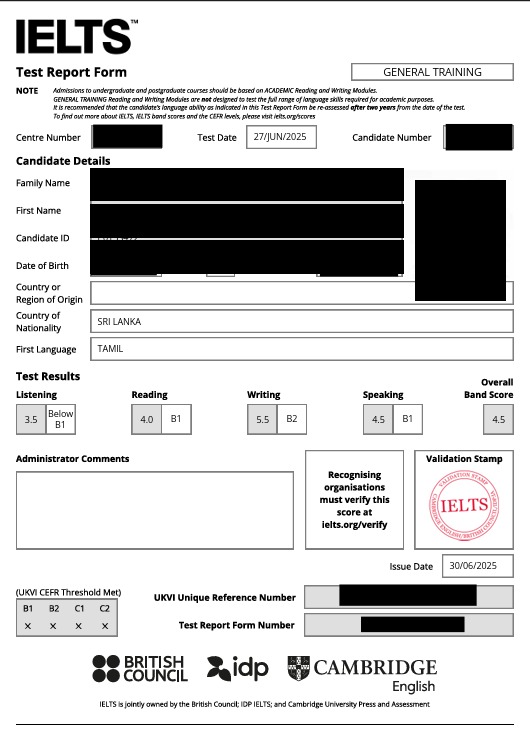 IELTS™
Test Report Form
GENERAL TRAINING
NOTE Admissions to undergraduate and postgraduate courses should be based on ACADEMIC Reading and Writing Modules.
GENERAL TRAINING Reading and Writing Modules are not designed to test the full range of language skills required for academic purposes.
It is recommended that the candidate's language ability as indicated in this Test Report Form be re-assessed after two years from the date of the test.
To find out more about IELTS, IELTS band scores and the CEFR levels, please visit ielts.org/scores
Centre Number Test Date 27/JUN/2025 Candidate Number
Candidate Details
Family Name
First Name
Candidate ID
Date of Birth
Country or
Region of Origin
Country of
Nationality
SRI LANKA
First Language TAMIL
Test Results
Listening Reading Writing Speaking Overall
Band Score
3.5 Below
B1
4.0 B1 5.5 B2 4.5 B1 4.5
Administrator Comments
Recognising
organisations
must verify this
score at
ielts.org/verify
Validation Stamp
VALIDATION STAMP
IELTS
CAMBRIDGE ENGLISH/BRITISH COUNCIL
Issue Date 30/06/2025
(UKVI CEFR Threshold Met)
B1 B2 C1 C2
X X X X
UKVI Unique Reference Number
Test Report Form Number
BRITISH
COUNCIL
idp
CAMBRIDGE
English
IELTS is jointly owned by the British Council; IDP IELTS; and Cambridge University Press and Assessment